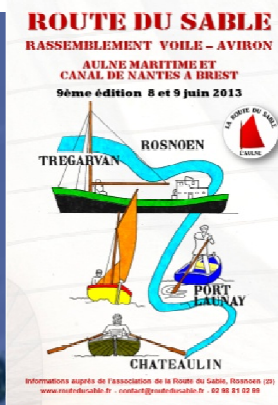 ROUTE DU SABLE
RASSEMBLEMENT VOILE – AVIRON
AULNE MARITIME ET
CANAL DE NANTES A BREST
9ème édition 8 et 9 juin 2013
LA ROUTE DU SABLE
L'AULNE
ROSNOEN
TREGARVAN
PORT
LAUNAY
CHATEAULIN
Informations auprès de l'association de la Route du Sable, Rosnoen (29)
www.routedusable.fr - contact@routedusable.fr - 02 98 81 02 99